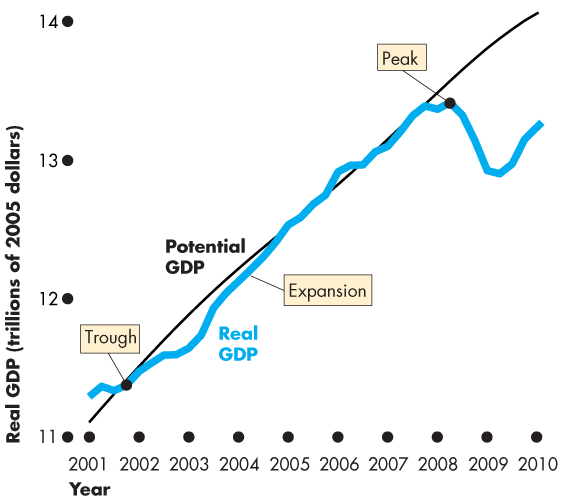 14
Peak
Real GDP (trillions of 2005 dollars)
13
Potential
GDP
12
Expansion
Trough
Real
GDP
11
2001 2002 2003 2004 2005 2006 2007 2008 2009 2010
Year